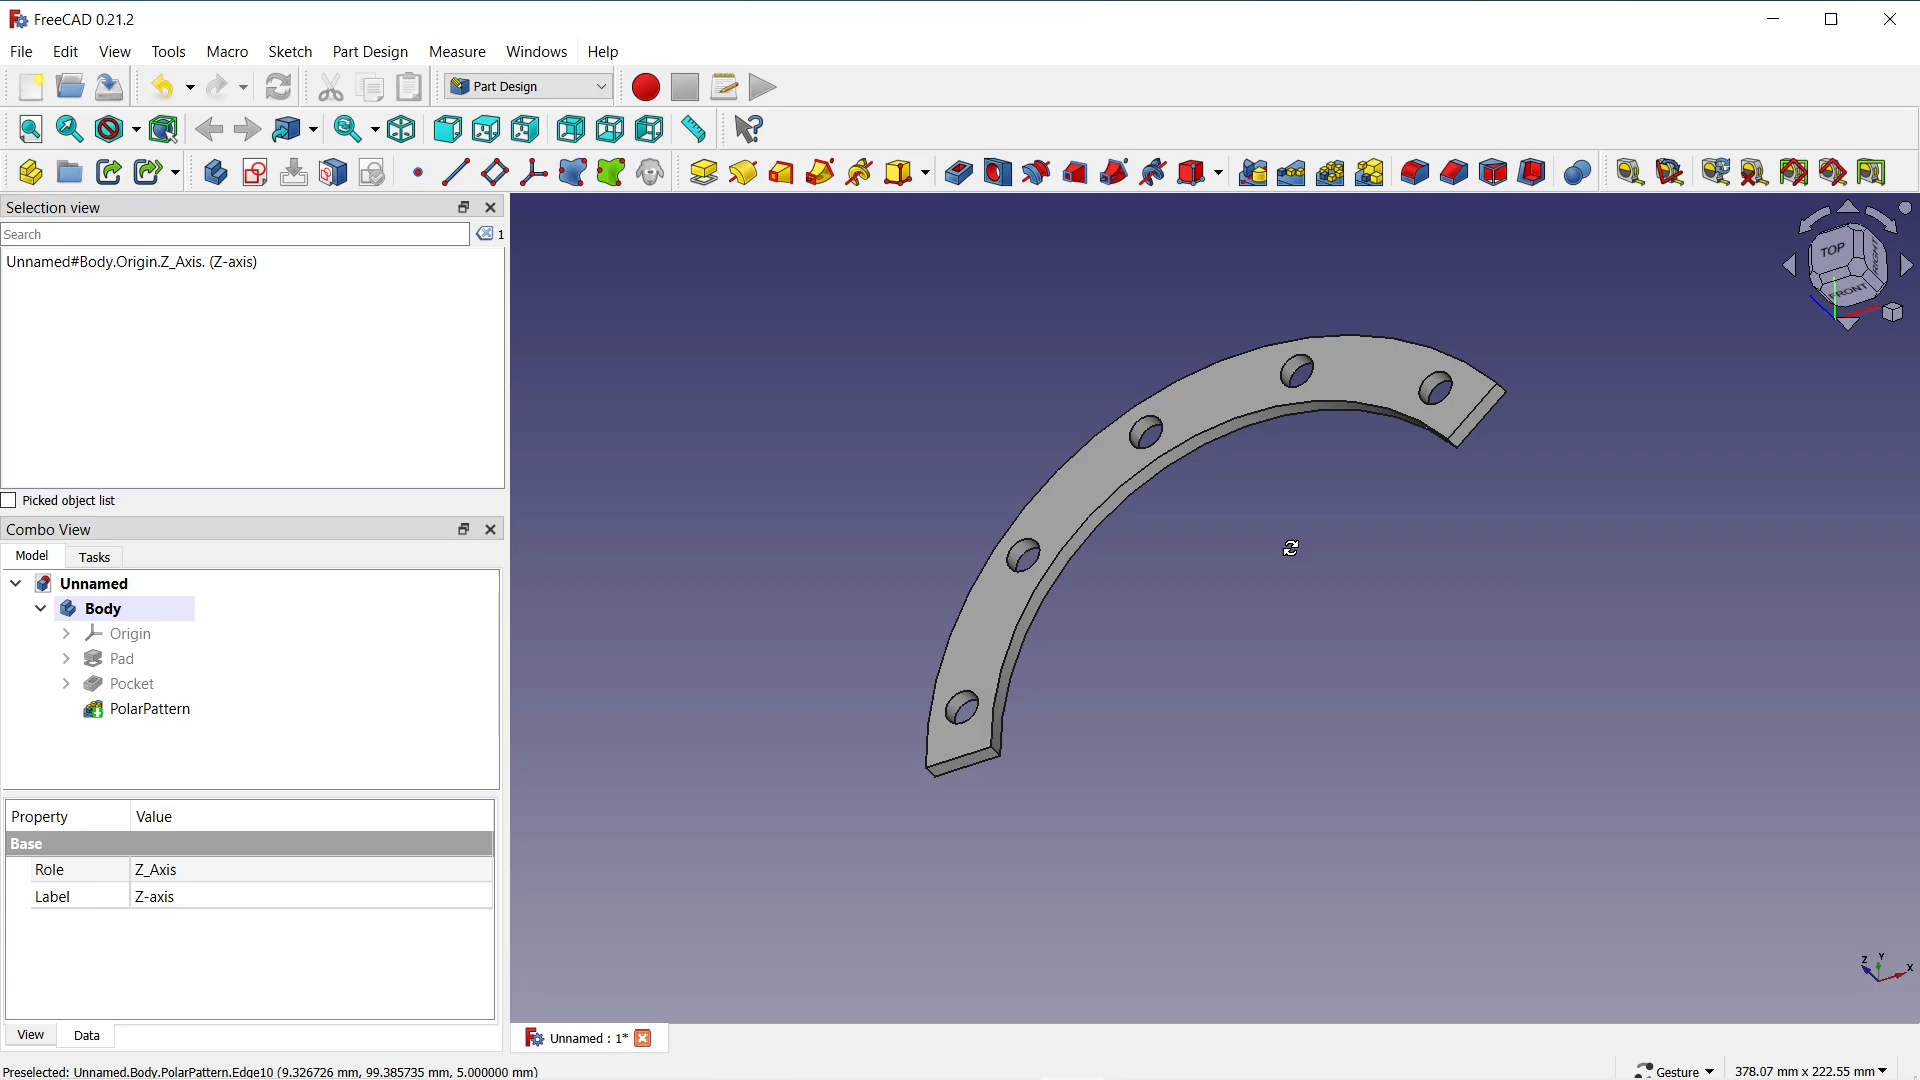 FreeCAD 0.21.2
File Edit View Tools Macro Sketch Part Design Measure Windows Help
Part Design
Selection view
Search
1
Unnamed#Body.Origin.Z_Axis. (Z-axis)
Picked object list
Combo View
Model Tasks
Unnamed
Body
Origin
Pad
Pocket
PolarPattern
Property Value
Base
Role Z_Axis
Label Z-axis
View Data
TOP
RIGHT
FRONT
Z Y X
Unnamed : 1*
Preselected: Unnamed.Body.PolarPattern.Edge10 (9.326726 mm, 99.385735 mm, 5.000000 mm)
Gesture 378.07 mm x 222.55 mm